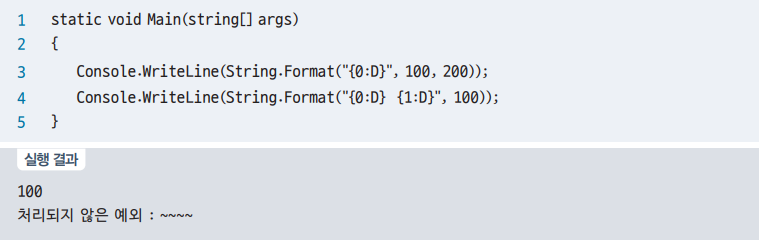 1 static void Main(string[] args)
2 {
3 Console.WriteLine(String.Format("{0:D}", 100, 200));
4 Console.WriteLine(String.Format("{0:D} {1:D}", 100));
5 }
실행 결과
100
처리되지 않은 예외 : ~~~~